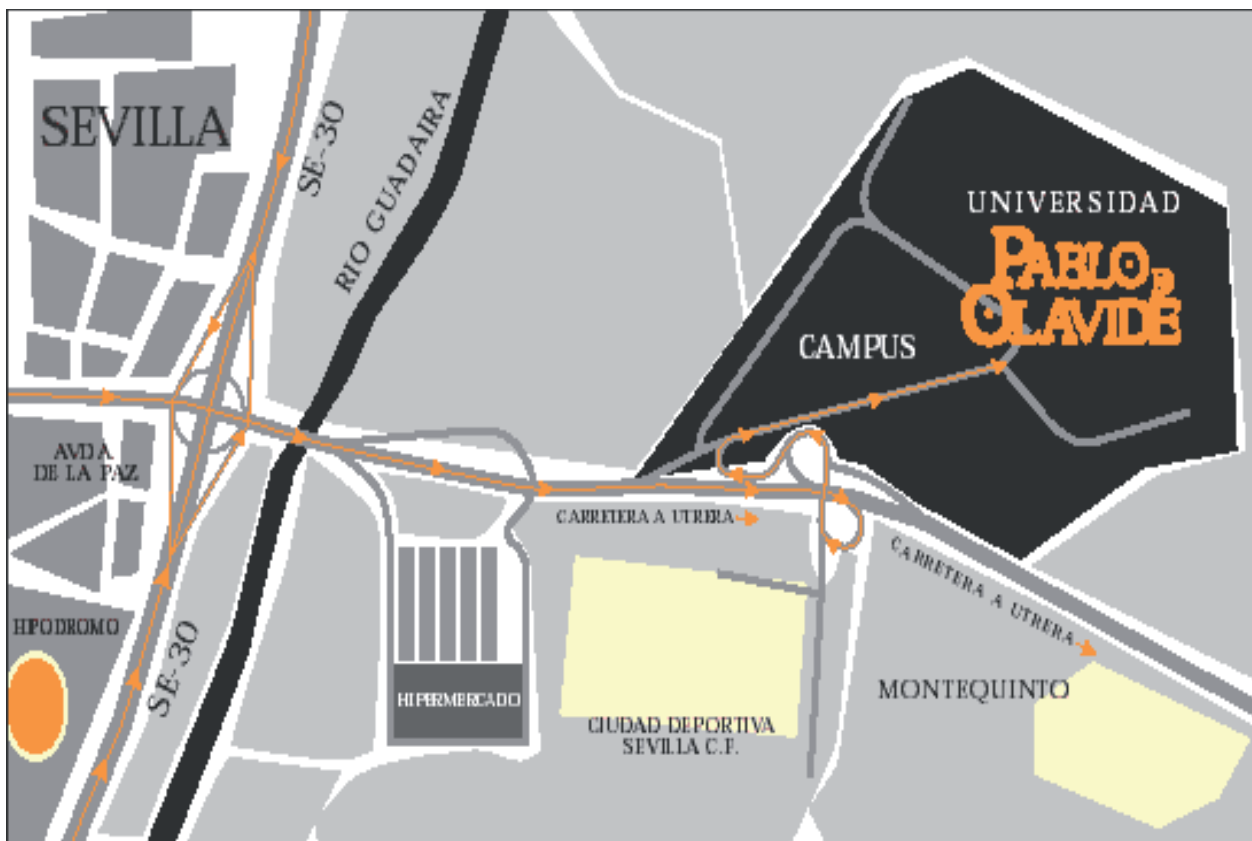 SEVILLA
SE-30
RIO GUADAIRA
UNIVERSIDAD
PABLO DE
OLAVIDE
CAMPUS
AVDA.
DE LA PAZ
CARRETERA A UTRERA
CARRETERA A UTRERA
HIPODROMO
SE-30
HIPERMERCADO
MONTEQUINTO
CIUDAD DEPORTIVA
SEVILLA C.F.